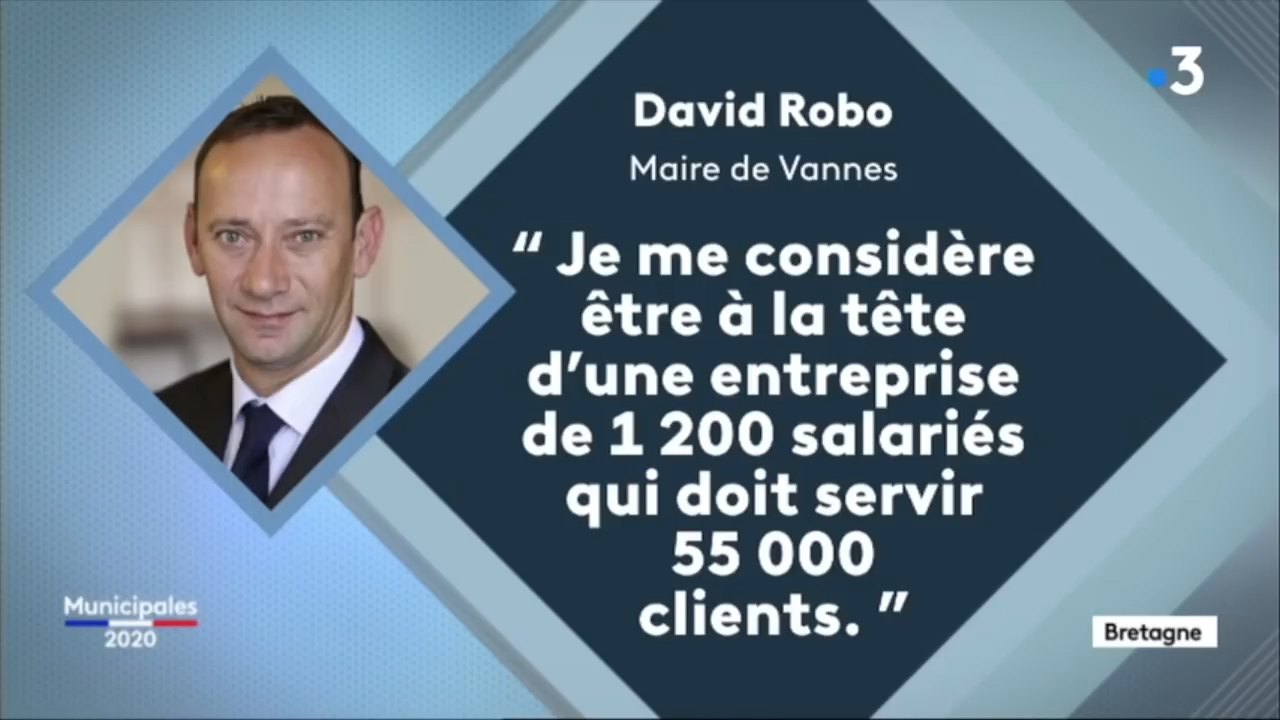 3
David Robo
Maire de Vannes
“ Je me considère
être à la tête
d’une entreprise
de 1 200 salariés
qui doit servir
55 000
clients. ”
Municipales
2020
Bretagne